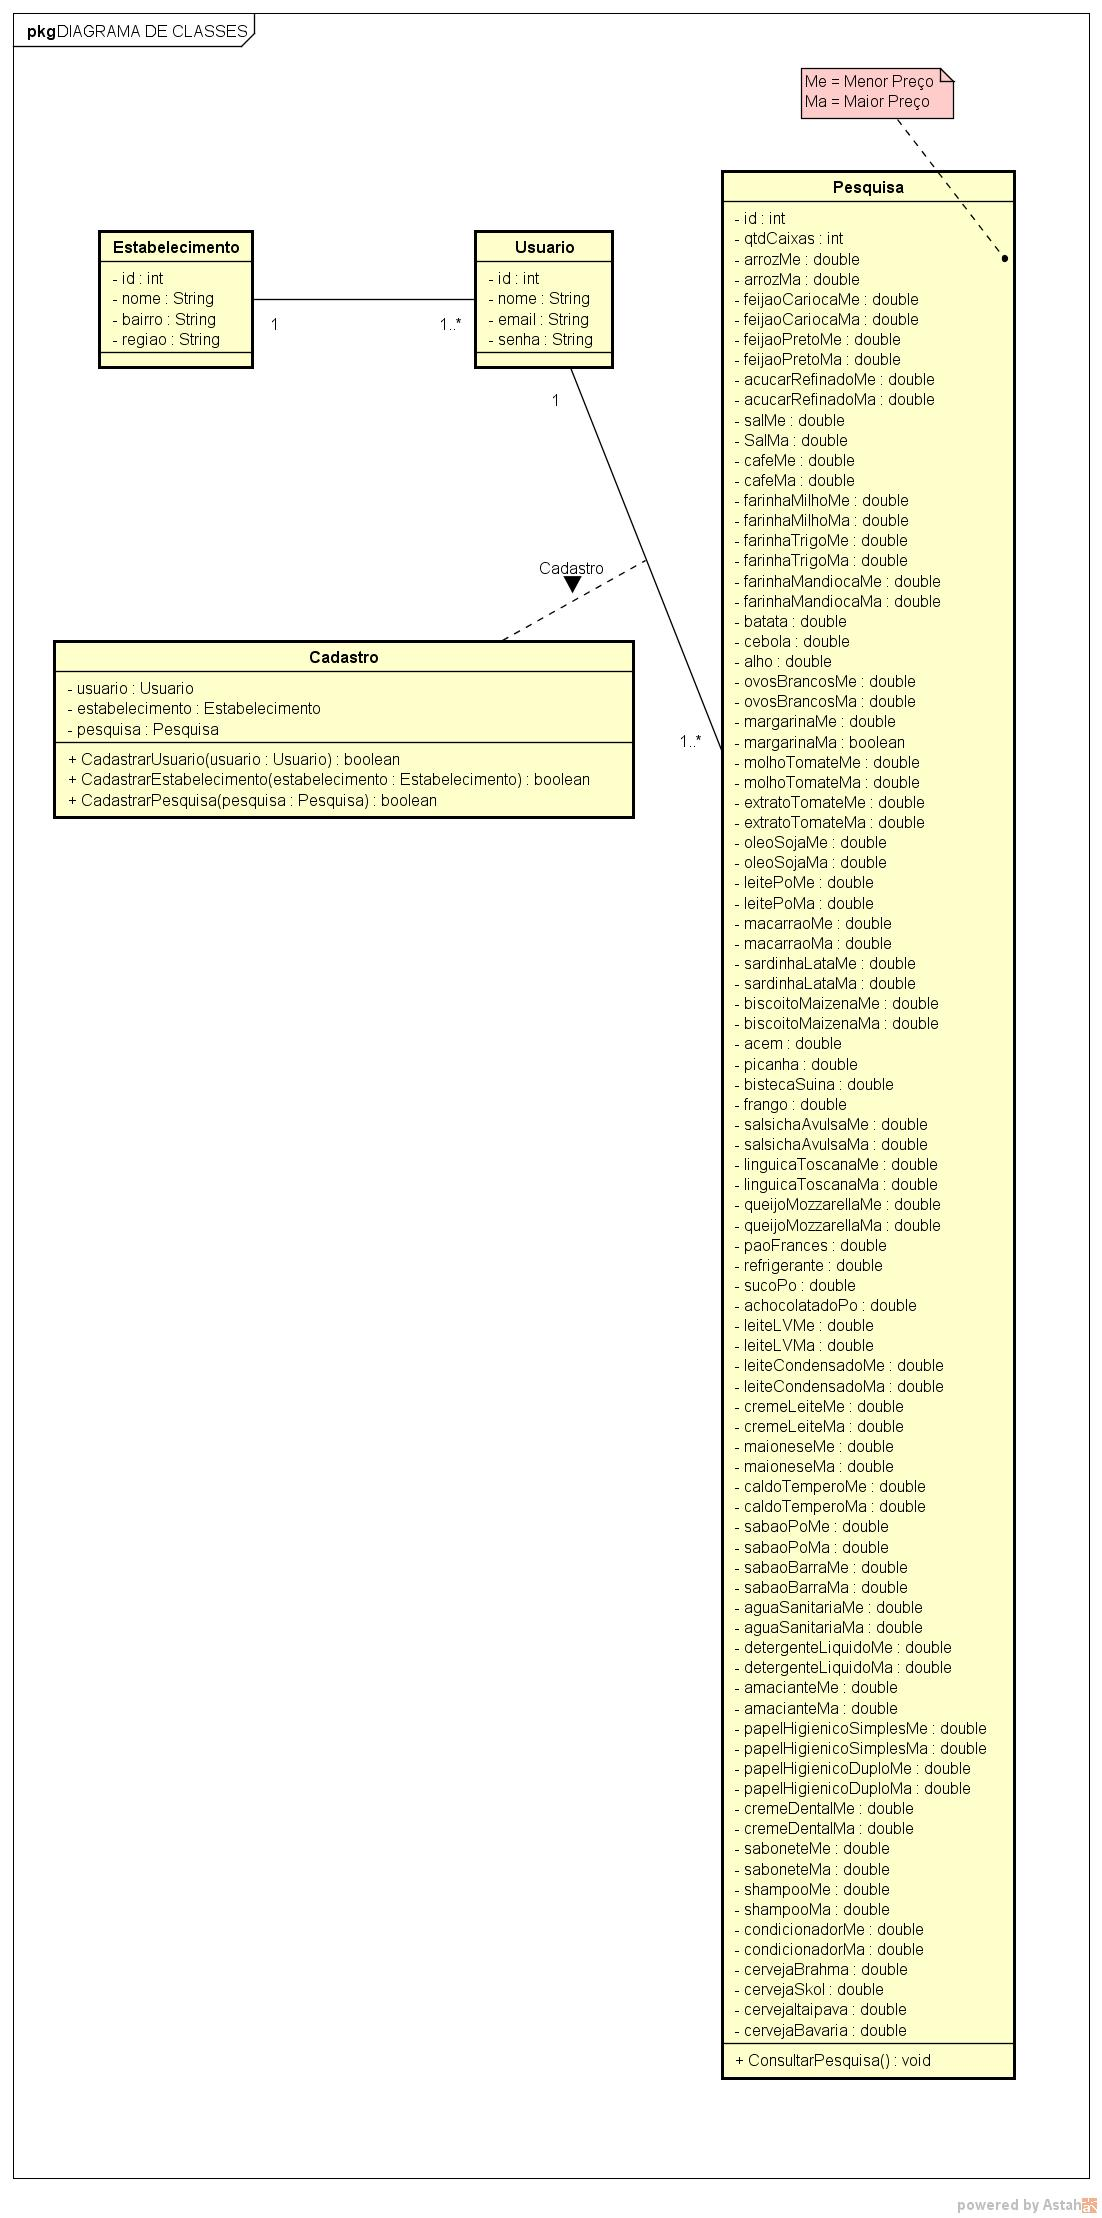 pkg DIAGRAMA DE CLASSES
Me = Menor Preço
Ma = Maior Preço
Estabelecimento
- id : int
- nome : String
- bairro : String
- regiao : String
1
1..*
Usuario
- id : int
- nome : String
- email : String
- senha : String
1
1..*
Cadastro
Cadastro
- usuario : Usuario
- estabelecimento : Estabelecimento
- pesquisa : Pesquisa
+ CadastrarUsuario(usuario : Usuario) : boolean
+ CadastrarEstabelecimento(estabelecimento : Estabelecimento) : boolean
+ CadastrarPesquisa(pesquisa : Pesquisa) : boolean
Pesquisa
- id : int
- qtdCaixas : int
- arrozMe : double
- arrozMa : double
- feijaoCariocaMe : double
- feijaoCariocaMa : double
- feijaoPretoMe : double
- feijaoPretoMa : double
- acucarRefinadoMe : double
- acucarRefinadoMa : double
- salMe : double
- SalMa : double
- cafeMe : double
- cafeMa : double
- farinhaMilhoMe : double
- farinhaMilhoMa : double
- farinhaTrigoMe : double
- farinhaTrigoMa : double
- farinhaMandiocaMe : double
- farinhaMandiocaMa : double
- batata : double
- cebola : double
- alho : double
- ovosBrancosMe : double
- ovosBrancosMa : double
- margarinaMe : double
- margarinaMa : boolean
- molhoTomateMe : double
- molhoTomateMa : double
- extratoTomateMe : double
- extratoTomateMa : double
- oleoSojaMe : double
- oleoSojaMa : double
- leitePoMe : double
- leitePoMa : double
- macarraoMe : double
- macarraoMa : double
- sardinhaLataMe : double
- sardinhaLataMa : double
- biscoitoMaizenaMe : double
- biscoitoMaizenaMa : double
- acem : double
- picanha : double
- bistecaSuina : double
- frango : double
- salsichaAvulsaMe : double
- salsichaAvulsaMa : double
- linguicaToscanaMe : double
- linguicaToscanaMa : double
- queijoMozzarellaMe : double
- queijoMozzarellaMa : double
- paoFrances : double
- refrigerante : double
- sucoPo : double
- achocolatadoPo : double
- leiteLVMe : double
- leiteLVMa : double
- leiteCondensadoMe : double
- leiteCondensadoMa : double
- cremeLeiteMe : double
- cremeLeiteMa : double
- maioneseMe : double
- maioneseMa : double
- caldoTemperoMe : double
- caldoTemperoMa : double
- sabaoPoMe : double
- sabaoPoMa : double
- sabaoBarraMe : double
- sabaoBarraMa : double
- aguaSanitariaMe : double
- aguaSanitariaMa : double
- detergenteLiquidoMe : double
- detergenteLiquidoMa : double
- amacianteMe : double
- amacianteMa : double
- papelHigienicoSimplesMe : double
- papelHigienicoSimplesMa : double
- papelHigienicoDuploMe : double
- papelHigienicoDuploMa : double
- cremeDentalMe : double
- cremeDentalMa : double
- saboneteMe : double
- saboneteMa : double
- shampooMe : double
- shampooMa : double
- condicionadorMe : double
- condicionadorMa : double
- cervejaBrahma : double
- cervejaSkol : double
- cervejaItaipava : double
- cervejaBavaria : double
+ ConsultarPesquisa() : void
powered by Astah